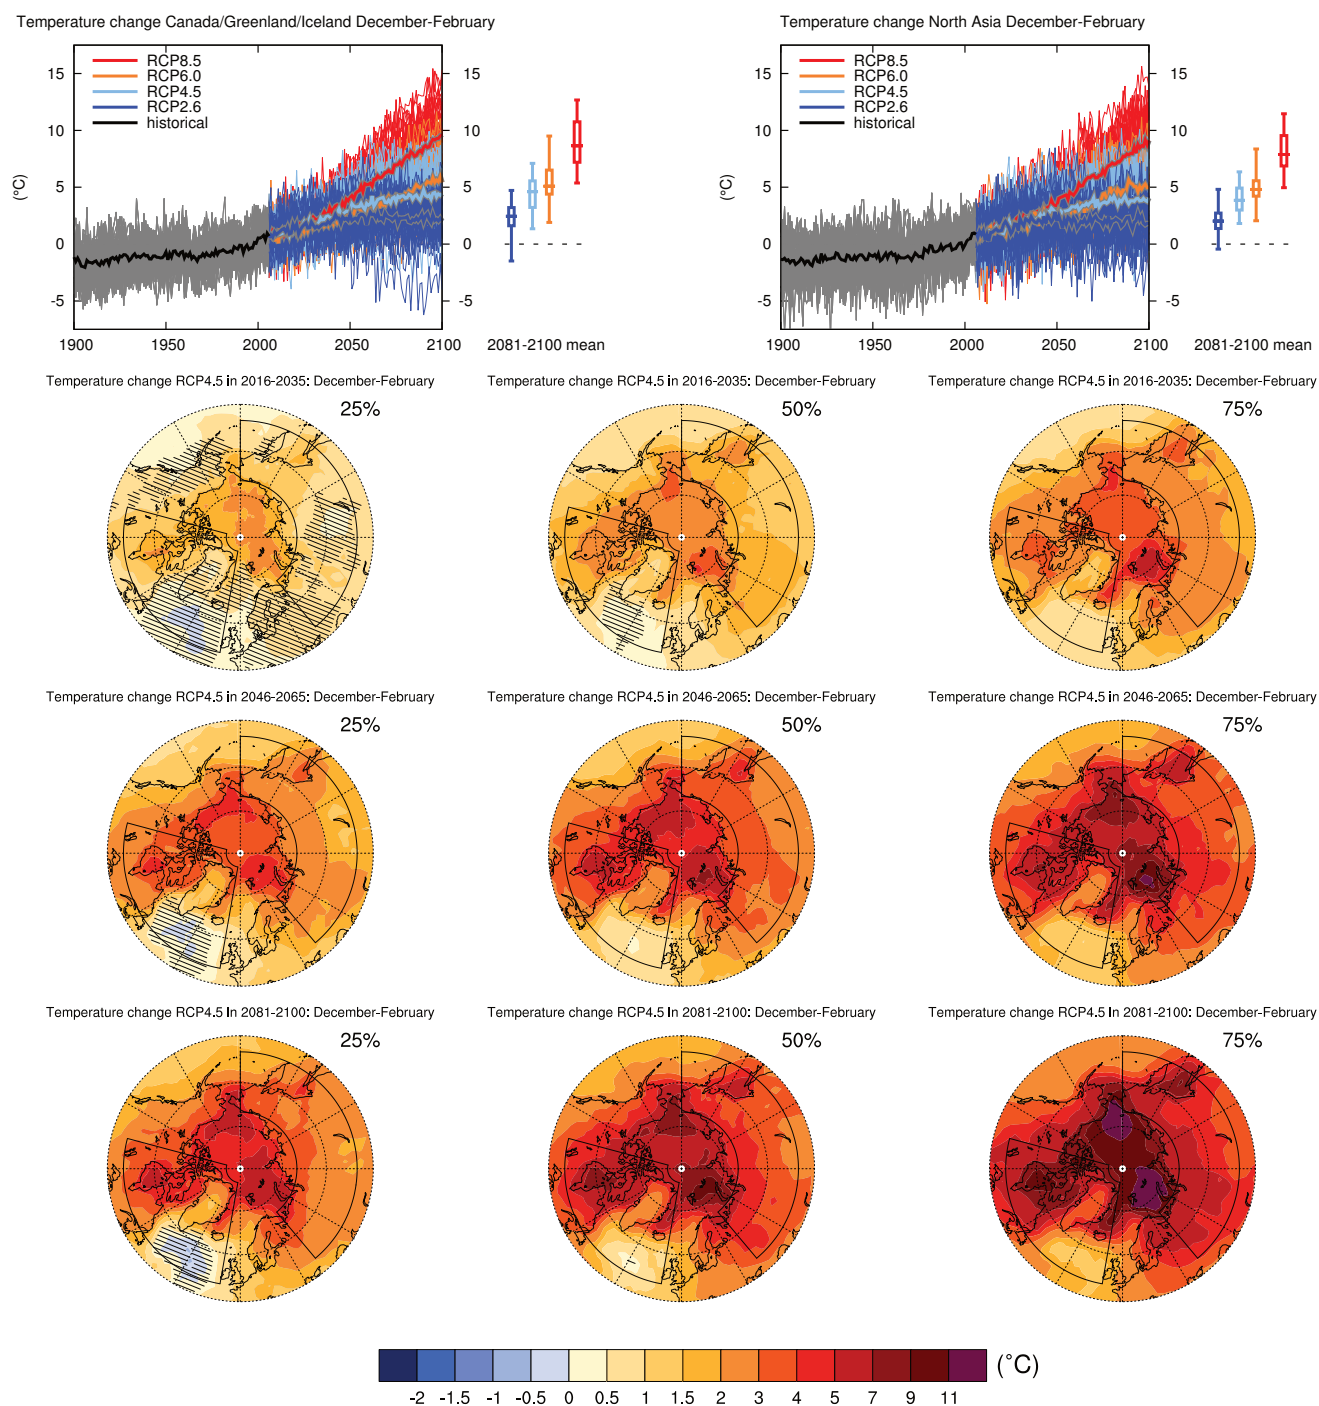 Temperature change Canada/Greenland/Iceland December-February
15
10
5
0
-5
(°C)
RCP8.5
RCP6.0
RCP4.5
RCP2.6
historical
15
10
5
0
-5
1900 1950 2000 2050 2100 2081-2100 mean
Temperature change North Asia December-February
15
10
5
0
-5
(°C)
RCP8.5
RCP6.0
RCP4.5
RCP2.6
historical
15
10
5
0
-5
1900 1950 2000 2050 2100 2081-2100 mean
Temperature change RCP4.5 in 2016-2035: December-February
25%
Temperature change RCP4.5 in 2016-2035: December-February
50%
Temperature change RCP4.5 in 2016-2035: December-February
75%
Temperature change RCP4.5 in 2046-2065: December-February
25%
Temperature change RCP4.5 in 2046-2065: December-February
50%
Temperature change RCP4.5 in 2046-2065: December-February
75%
Temperature change RCP4.5 in 2081-2100: December-February
25%
Temperature change RCP4.5 in 2081-2100: December-February
50%
Temperature change RCP4.5 in 2081-2100: December-February
75%
(°C)
-2 -1.5 -1 -0.5 0 0.5 1 1.5 2 3 4 5 7 9 11